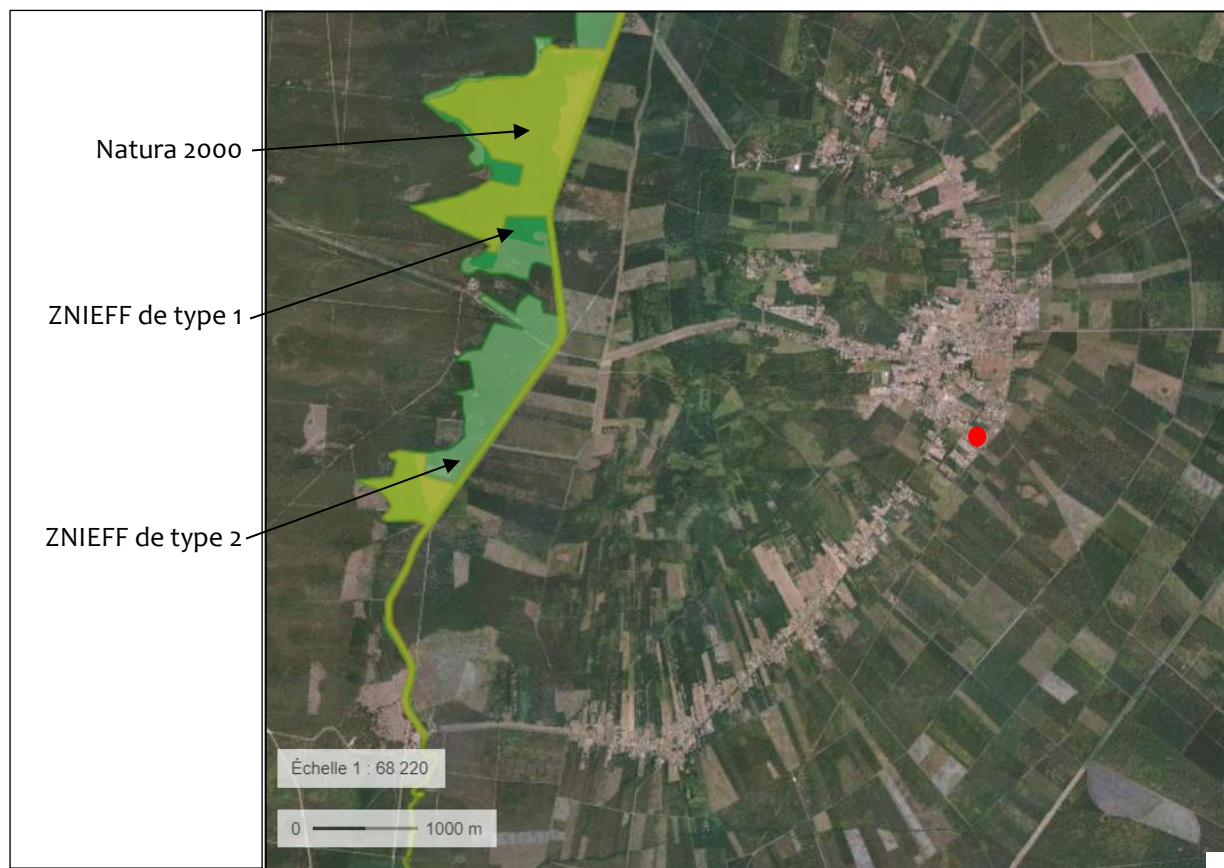 Natura 2000
ZNIEFF de type 1
ZNIEFF de type 2
Échelle 1 : 68 220
0 1000 m